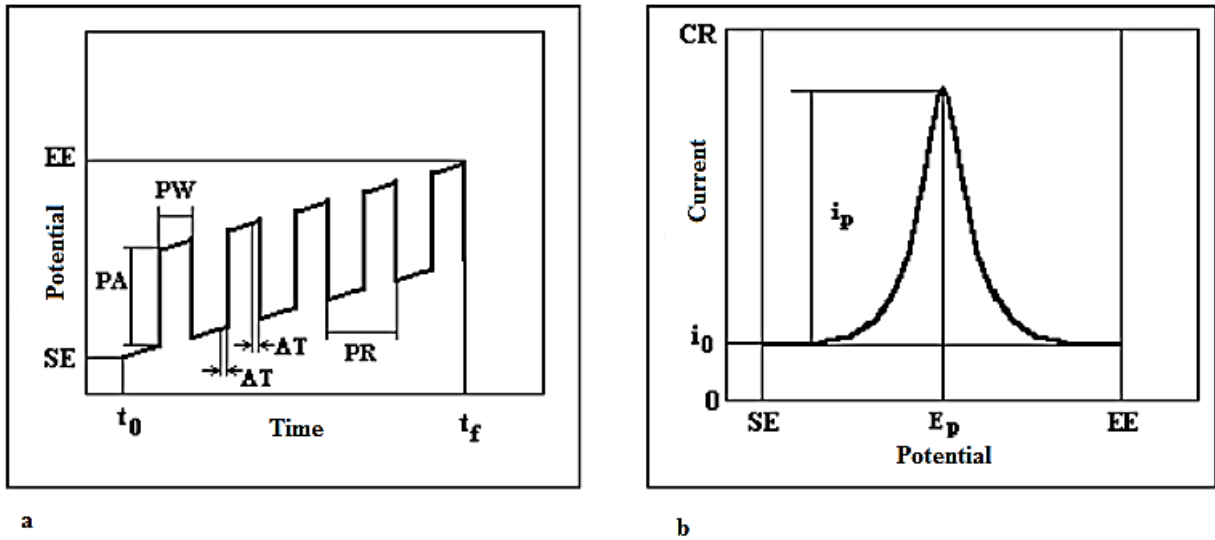 EE
PW
Potential
PA
SE
AT
PR
AT
t0
Time
tf
a
CR
Current
ip
i0
0
SE
Ep
EE
Potential
b